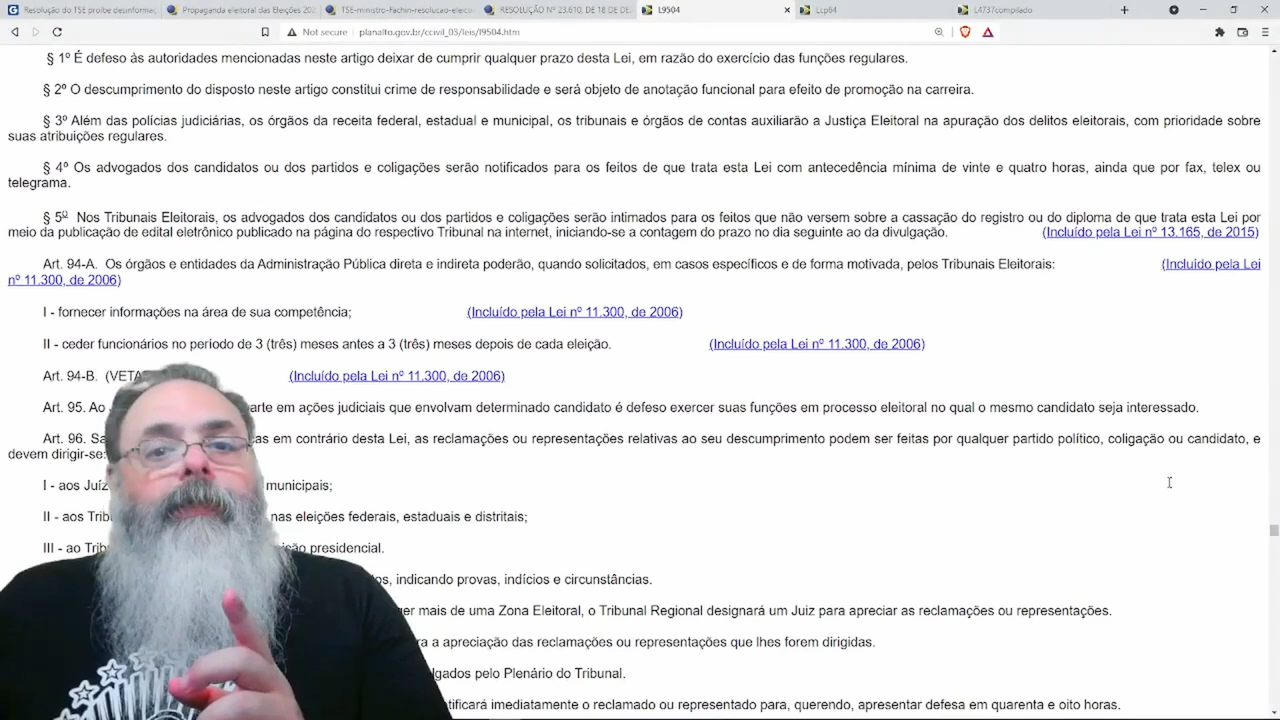 Resolução do TSE proíbe desinforma
Propaganda eleitoral das Eleições 202
TSE-ministro-Fachin-resolucao-eleico
RESOLUÇÃO Nº 23.610, DE 18 DE DE
L9504
Lcp64
L4737compilado
Not secure
planalto.gov.br/ccivil_03/leis/l9504.htm
§ 1º É defeso às autoridades mencionadas neste artigo deixar de cumprir qualquer prazo desta Lei, em razão do exercício das funções regulares.
§ 2º O descumprimento do disposto neste artigo constitui crime de responsabilidade e será objeto de anotação funcional para efeito de promoção na carreira.
§ 3º Além das polícias judiciárias, os órgãos da receita federal, estadual e municipal, os tribunais e órgãos de contas auxiliarão a Justiça Eleitoral na apuração dos delitos eleitorais, com prioridade sobre
suas atribuições regulares.
§ 4º Os advogados dos candidatos ou dos partidos e coligações serão notificados para os feitos de que trata esta Lei com antecedência mínima de vinte e quatro horas, ainda que por fax, telex ou
telegrama.
§ 5º Nos Tribunais Eleitorais, os advogados dos candidatos ou dos partidos e coligações serão intimados para os feitos que não versem sobre a cassação do registro ou do diploma de que trata esta Lei por
meio da publicação de edital eletrônico publicado na página do respectivo Tribunal na internet, iniciando-se a contagem do prazo no dia seguinte ao da divulgação. (Incluído pela Lei nº 13.165, de 2015)
Art. 94-A. Os órgãos e entidades da Administração Pública direta e indireta poderão, quando solicitados, em casos específicos e de forma motivada, pelos Tribunais Eleitorais: (Incluído pela Lei
nº 11.300, de 2006)
I - fornecer informações na área de sua competência; (Incluído pela Lei nº 11.300, de 2006)
II - ceder funcionários no período de 3 (três) meses antes a 3 (três) meses depois de cada eleição. (Incluído pela Lei nº 11.300, de 2006)
Art. 94-B. (VETA (Incluído pela Lei nº 11.300, de 2006)
Art. 95. Ao parte em ações judiciais que envolvam determinado candidato é defeso exercer suas funções em processo eleitoral no qual o mesmo candidato seja interessado.
Art. 96. Sa cas em contrário desta Lei, as reclamações ou representações relativas ao seu descumprimento podem ser feitas por qualquer partido político, coligação ou candidato, e
devem dirigir-se:
I - aos Juíz municipais;
II - aos Trib nas eleições federais, estaduais e distritais;
III - ao Trib ição presidencial.
os, indicando provas, indícios e circunstâncias.
ger mais de uma Zona Eleitoral, o Tribunal Regional designará um Juiz para apreciar as reclamações ou representações.
ra a apreciação das reclamações ou representações que lhes forem dirigidas.
lgados pelo Plenário do Tribunal.
tificará imediatamente o reclamado ou representado para, querendo, apresentar defesa em quarenta e oito horas.